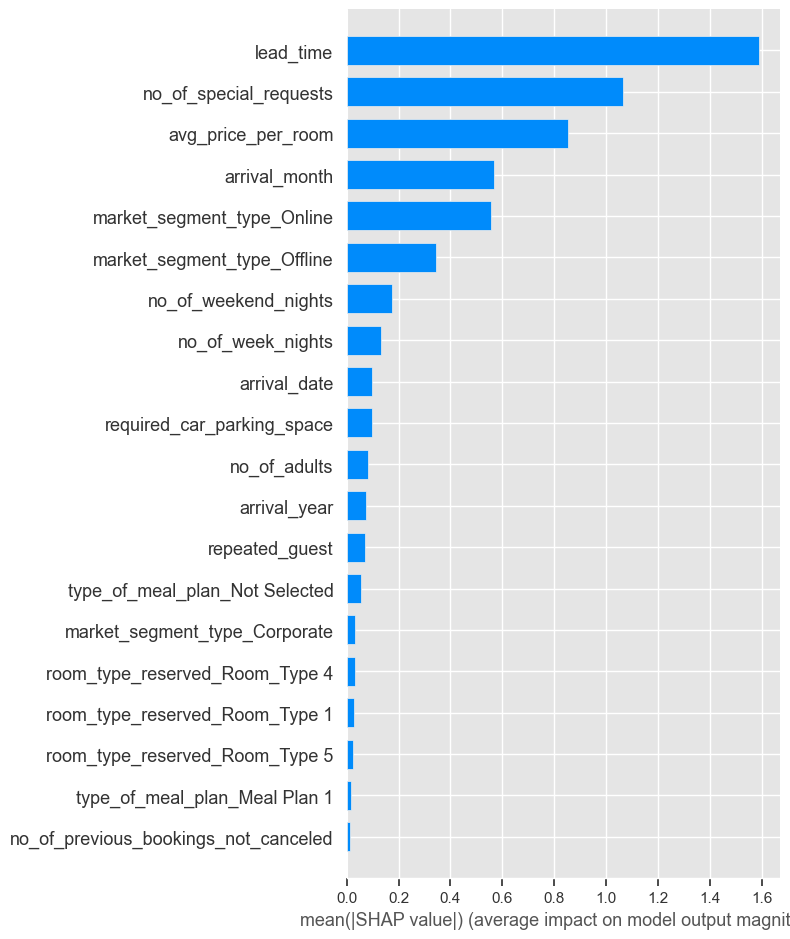 lead_time
no_of_special_requests
avg_price_per_room
arrival_month
market_segment_type_Online
market_segment_type_Offline
no_of_weekend_nights
no_of_week_nights
arrival_date
required_car_parking_space
no_of_adults
arrival_year
repeated_guest
type_of_meal_plan_Not Selected
market_segment_type_Corporate
room_type_reserved_Room_Type 4
room_type_reserved_Room_Type 1
room_type_reserved_Room_Type 5
type_of_meal_plan_Meal Plan 1
no_of_previous_bookings_not_canceled
0.0 0.2 0.4 0.6 0.8 1.0 1.2 1.4 1.6
mean(|SHAP value|) (average impact on model output magnit